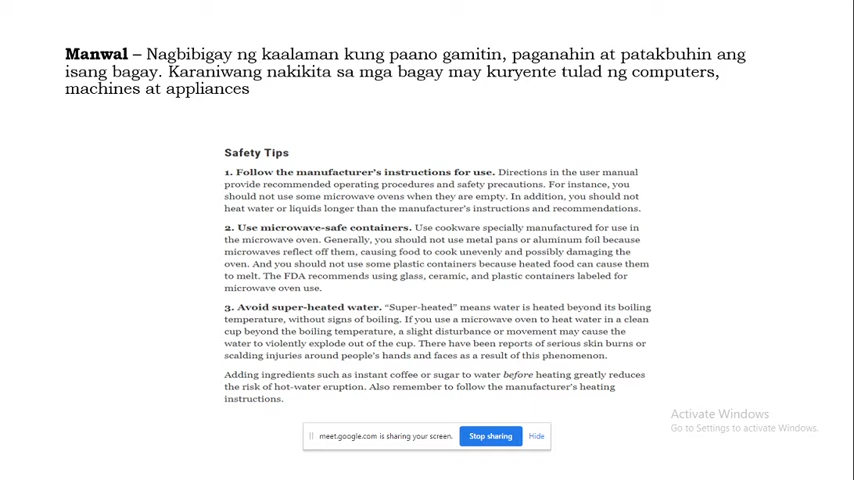 Manwal – Nagbibigay ng kaalaman kung paano gamitin, paganahin at patakbuhin ang
isang bagay. Karaniwang nakikita sa mga bagay may kuryente tulad ng computers,
machines at appliances
Safety Tips
1. Follow the manufacturer's instructions for use. Directions in the user manual
provide recommended operating procedures and safety precautions. For instance, you
should not use some microwave ovens when they are empty. In addition, you should not
heat water or liquids longer than the manufacturer's instructions and recommendations.
2. Use microwave-safe containers. Use cookware specially manufactured for use in
the microwave oven. Generally, you should not use metal pans or aluminum foil because
microwaves reflect off them, causing food to cook unevenly and possibly damaging the
oven. And you should not use some plastic containers because heated food can cause them
to melt. The FDA recommends using glass, ceramic, and plastic containers labeled for
microwave oven use.
3. Avoid super-heated water. “Super-heated” means water is heated beyond its boiling
temperature, without signs of boiling. If you use a microwave oven to heat water in a clean
cup beyond the boiling temperature, a slight disturbance or movement may cause the
water to violently explode out of the cup. There have been reports of serious skin burns or
scalding injuries around people's hands and faces as a result of this phenomenon.
Adding ingredients such as instant coffee or sugar to water before heating greatly reduces
the risk of hot-water eruption. Also remember to follow the manufacturer's heating
instructions.
Activate Windows
Go to Settings to activate Windows.
meet.google.com is sharing your screen. Stop sharing Hide